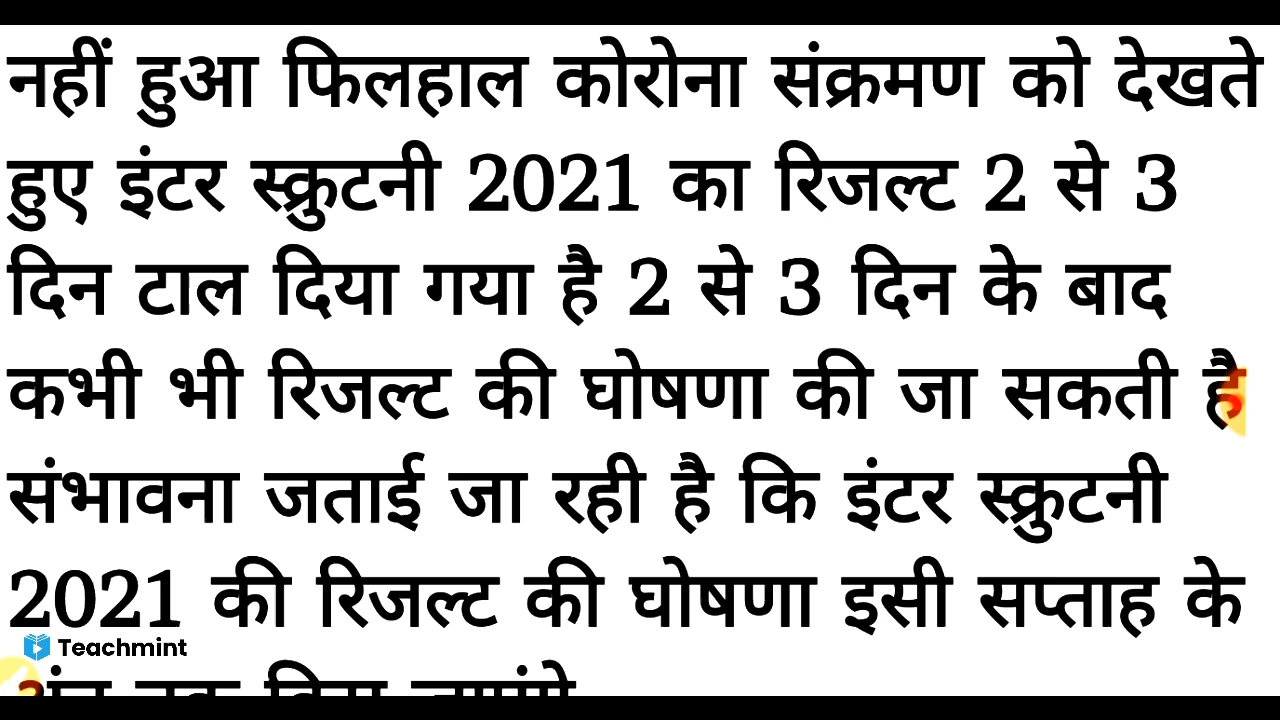 नहीं हुआ फिलहाल कोरोना संक्रमण को देखते
हुए इंटर स्क्रुटनी 2021 का रिजल्ट 2 से 3
दिन टाल दिया गया है 2 से 3 दिन के बाद
कभी भी रिजल्ट की घोषणा की जा सकती है
संभावना जताई जा रही है कि इंटर स्क्रुटनी
2021 की रिजल्ट की घोषणा इसी सप्ताह के
Teachmint